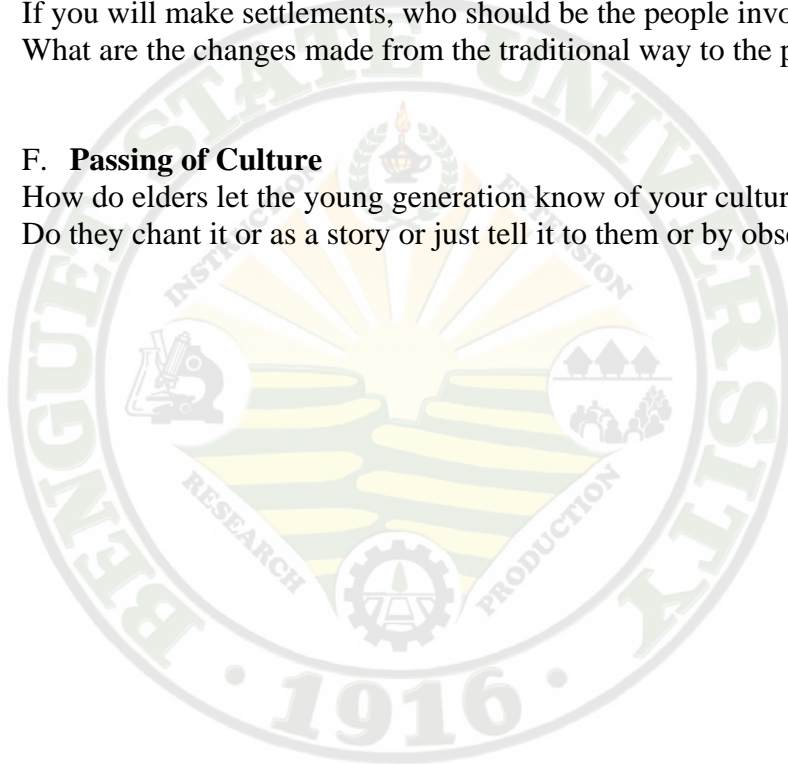 If you will make settlements, who should be the people
What are the changes made from the traditional way to the
F. Passing of Culture
How do elders let the young generation know of your
Do they chant it or as a story or just tell it to them or by
BENGUET STATE UNIVERSITY
INSTRUCTION
EXTENSION
RESEARCH
PRODUCTION
· 1916 ·